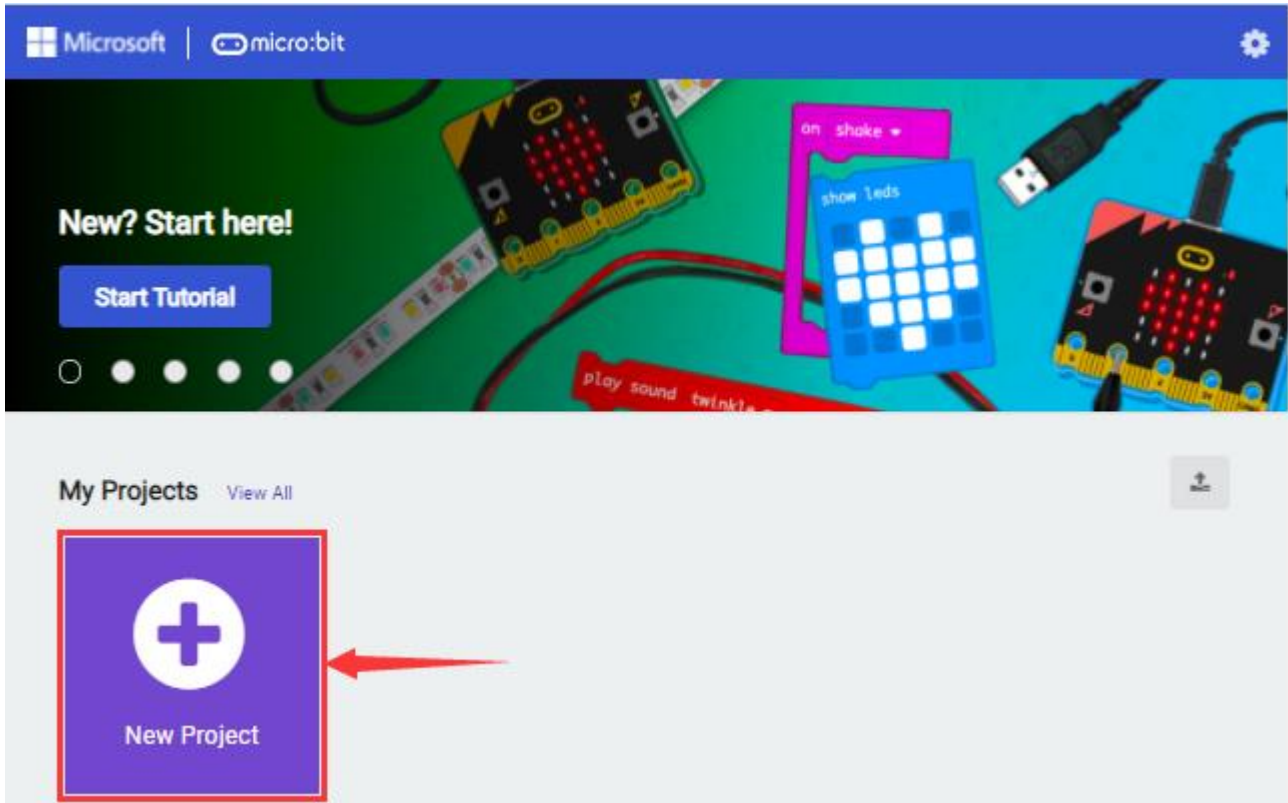 Microsoft | micro:bit
on shake
show leds
New? Start here!
Start Tutorial
play sound twinkle
My Projects View All
New Project